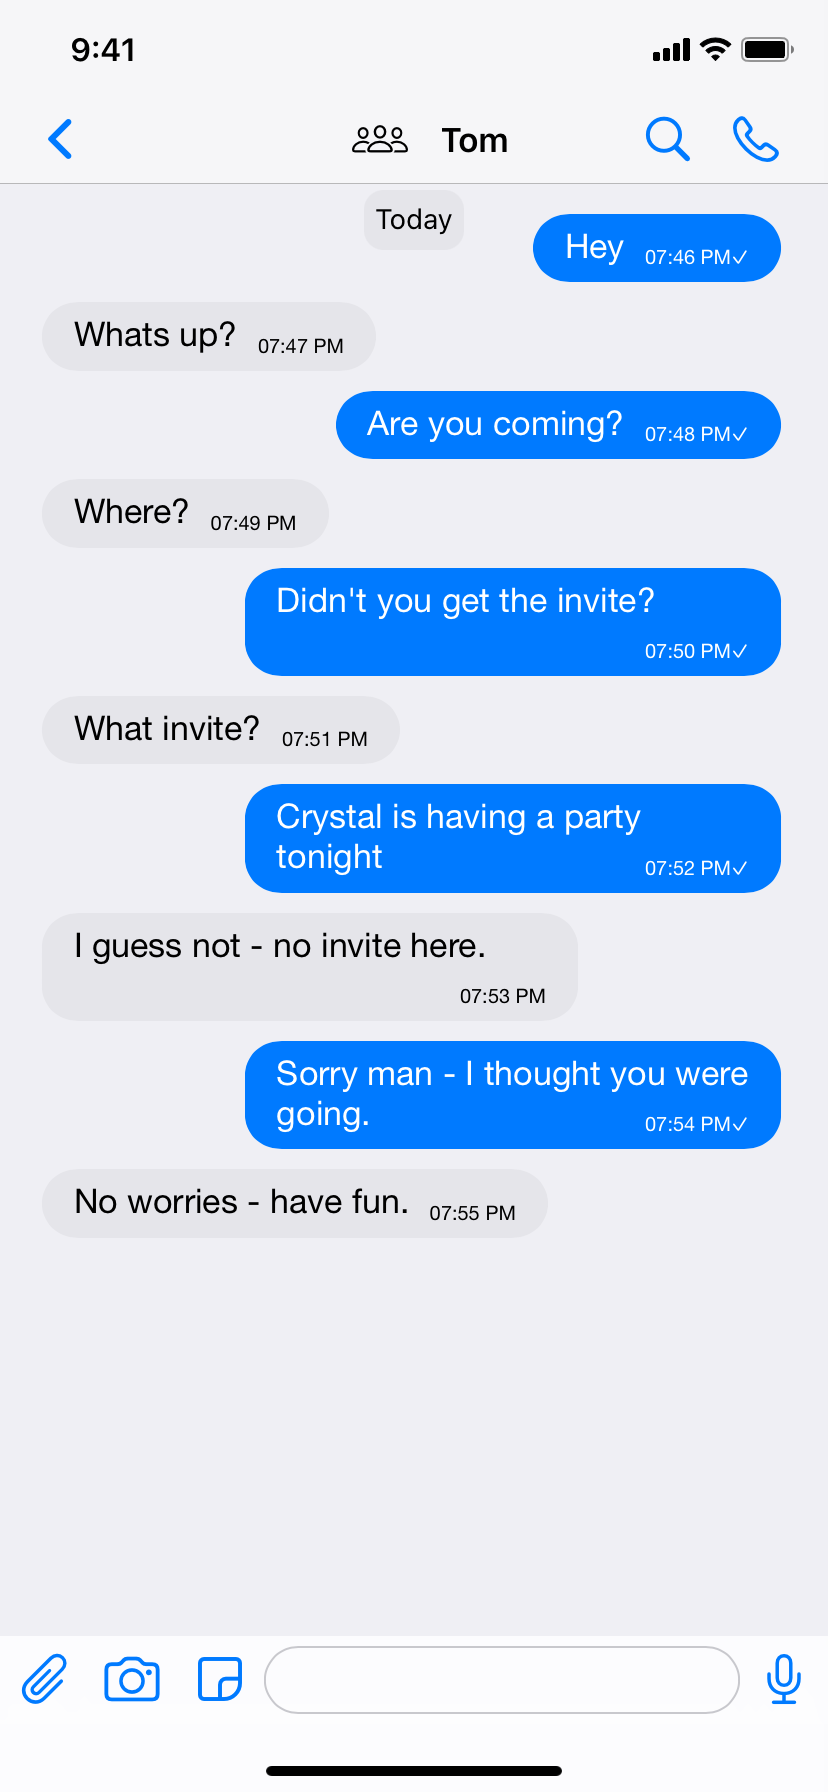 9:41
Tom
Today
Hey 07:46 PM✓
Whats up? 07:47 PM
Are you coming? 07:48 PM✓
Where? 07:49 PM
Didn't you get the invite?
07:50 PM✓
What invite? 07:51 PM
Crystal is having a party
tonight 07:52 PM✓
I guess not - no invite here.
07:53 PM
Sorry man - I thought you were
going. 07:54 PM✓
No worries - have fun. 07:55 PM